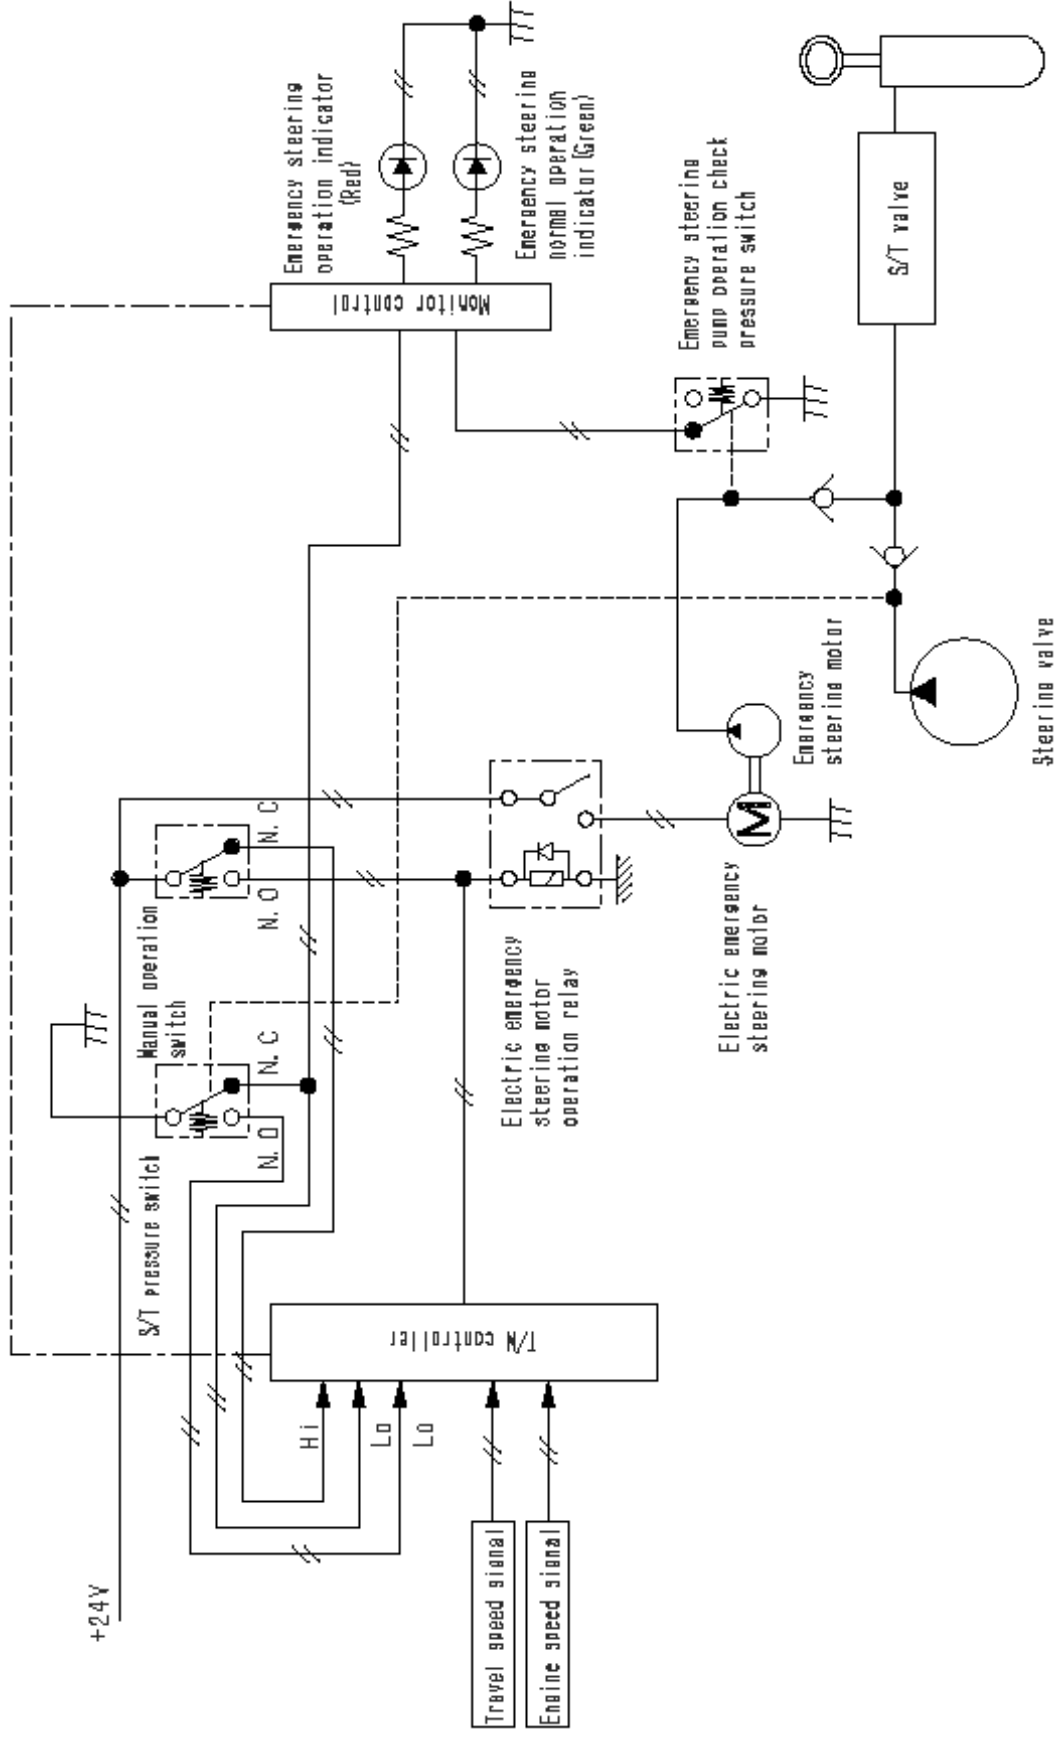 +24V
S/T pressure switch
N.O
N.C
Manual operation
switch
N.O
N.C
Emergency steering
operation indicator
(Red)
Emergency steering
normal operation
indicator (Green)
Monitor control
Emergency steering
pump operation check
pressure switch
S/T valve
Hi
Lo
Lo
T/M controller
Travel speed signal
Engine speed signal
Electric emergency
steering motor
operation relay
Electric emergency
steering motor
M
Emergency
steering motor
Steering valve